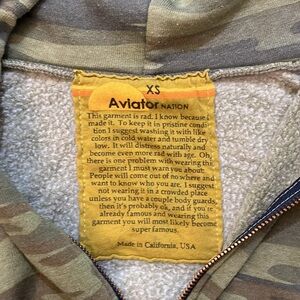 XS
Aviator NATION
This garment is rad. I know because I
made it. To keep it in pristine condi-
tion I suggest washing it with like
colors in cold water and tumble dry
low. It will distress naturally and
become even more rad with age. Oh,
there is one problem with wearing this
garment I must warn you about:
People will come out of no where and
want to know who you are. I suggest
not wearing it in a crowded place
unless you have a couple body guards,
then it's probably ok, and if you're
already famous and wearing this
garment you will most likely become
super famous.
Made in California, USA